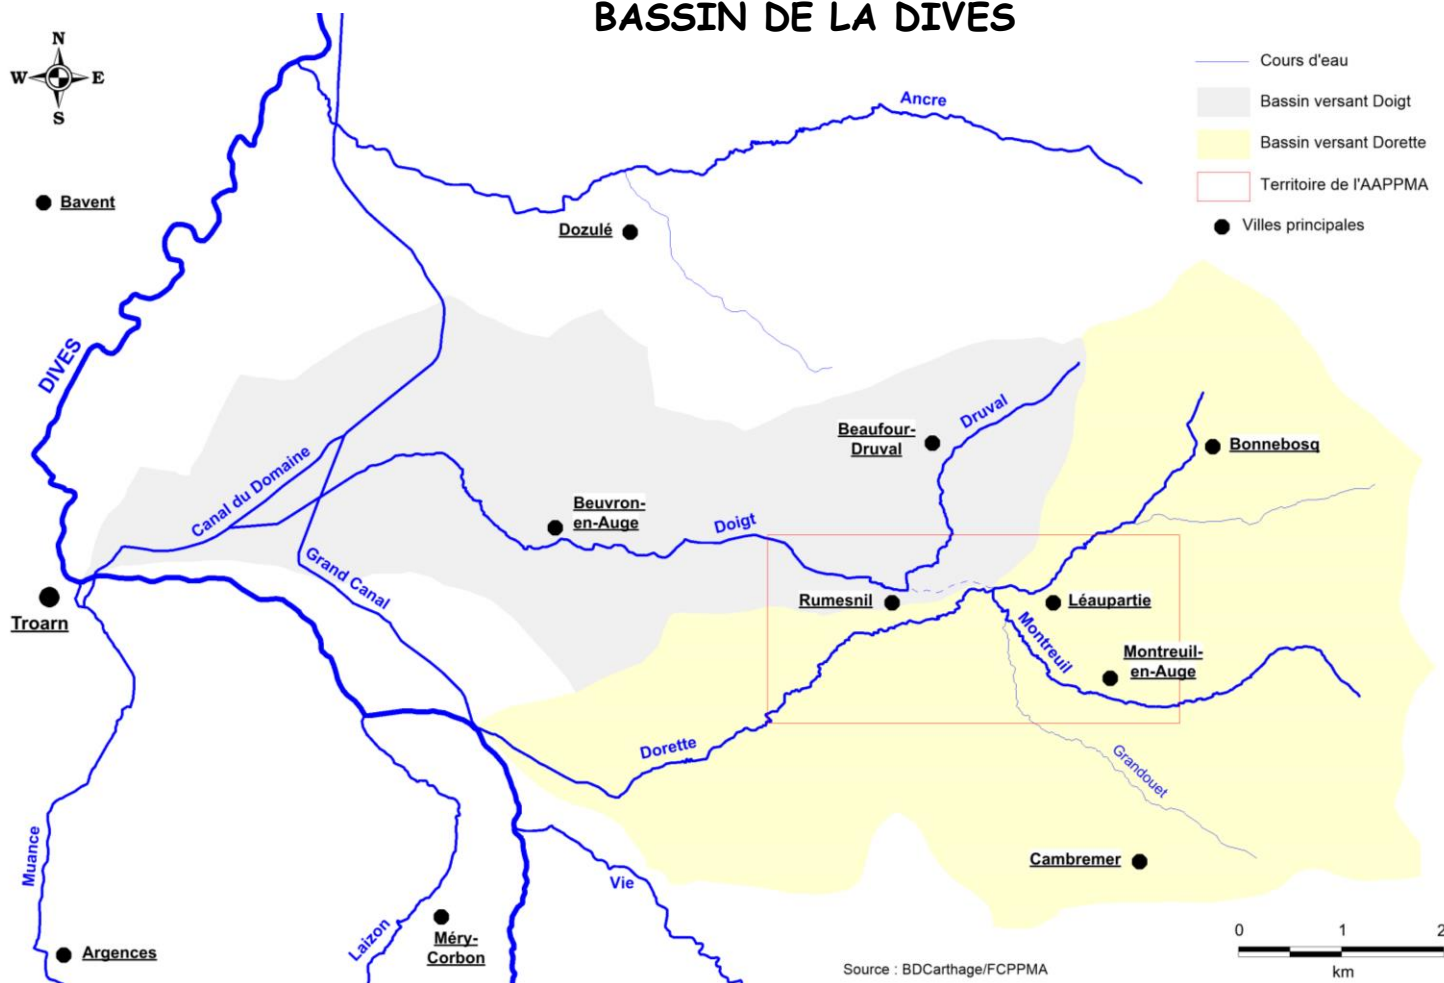 BASSIN DE LA DIVES
N
W E
S
Cours d'eau
Bassin versant Doigt
Bassin versant Dorette
Territoire de l'AAPPMA
Villes principales
Ancre
Bavent
Dozulé
DIVES
Druval
Beaufour-
Druval
Bonnebosq
Canal du Domaine
Beuvron-
en-Auge
Doigt
Grand Canal
Troarn
Rumesnil
Léaupartie
Montreuil
Montreuil-
en-Auge
Dorette
Grandouet
Muance
Cambremer
Vie
Laizon
Méry-
Corbon
Argences
Source : BDCarthage/FCPPMA
0 1 2
km